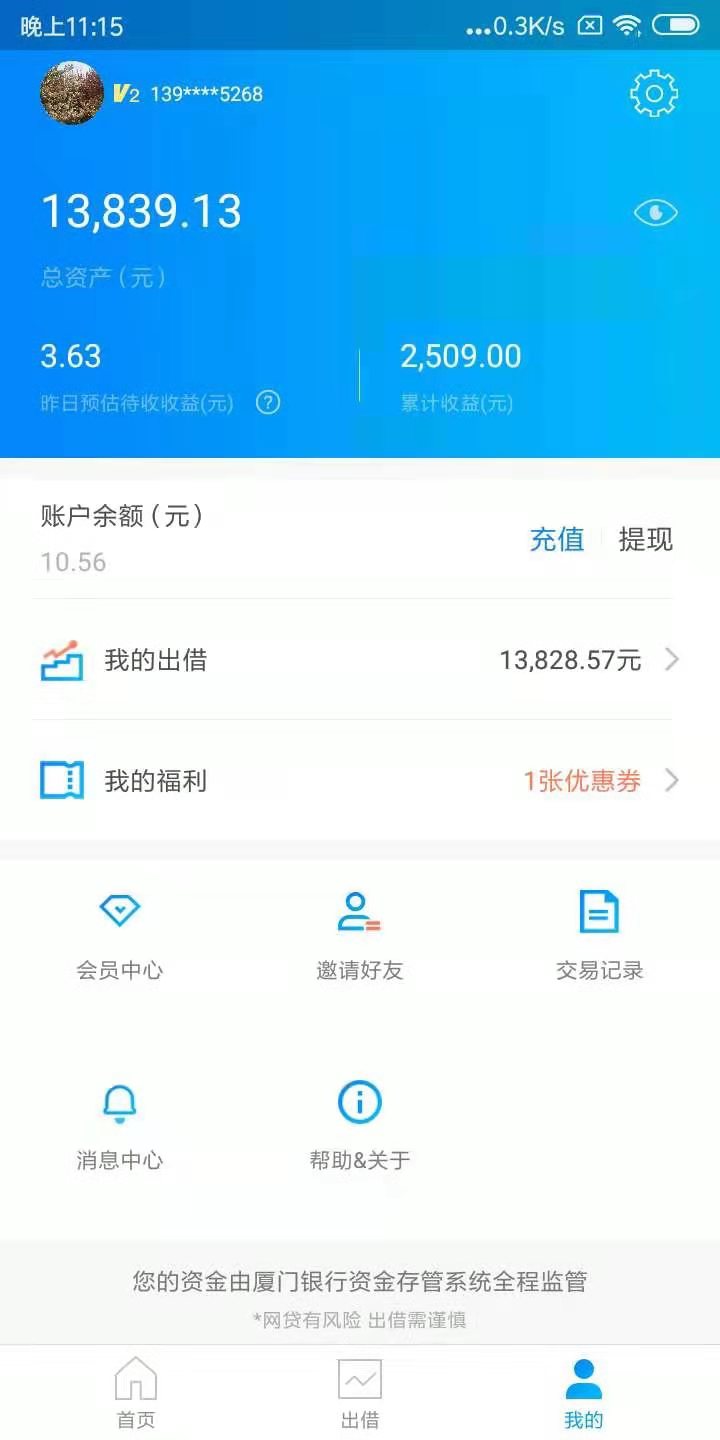 晚上11:15
...0.3K/s
V2 139****5268
13,839.13
总资产 ( 元 )
3.63
2,509.00
昨日预估待收收益(元) ?
累计收益(元)
账户余额 ( 元 )
10.56
充值
提现
我的出借
13,828.57元
我的福利
1张优惠券
会员中心
邀请好友
交易记录
消息中心
帮助&关于
您的资金由厦门银行资金存管系统全程监管
*网贷有风险 出借需谨慎
首页
出借
我的